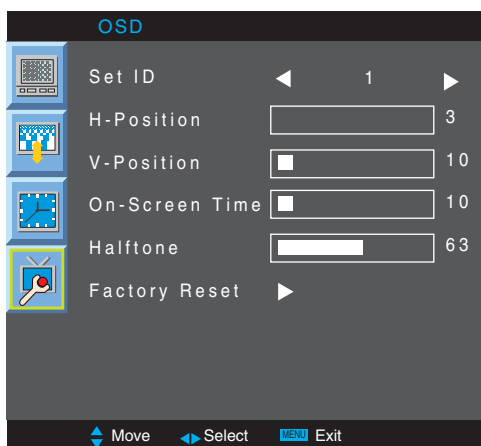 OSD
Set ID 1
H-Position 3
V-Position 10
On-Screen Time 10
Halftone 63
Factory Reset
Move Select MENU Exit